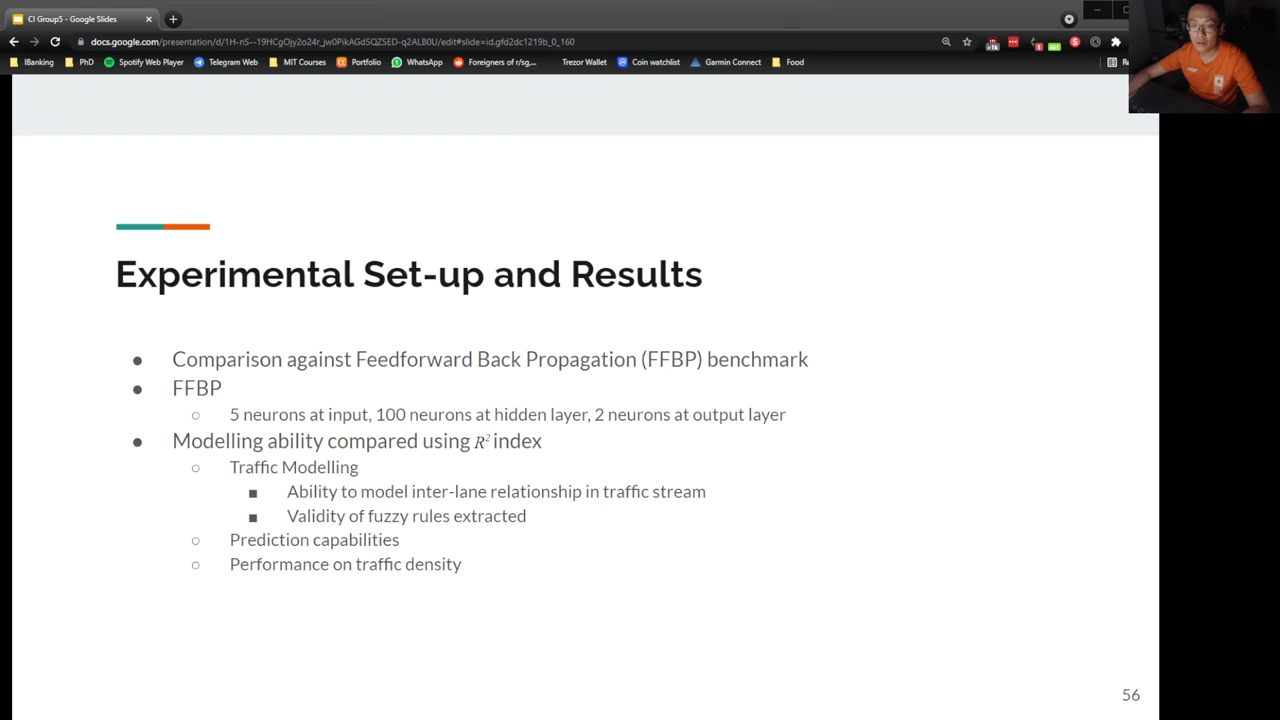 CI Group5 - Google Slides
docs.google.com/presentation/d/1H-nS--19HCgOjy2o24r_jw0PikAGdSQZSED-q2ALB0U/edit#slide=id.gfd2dc1219b_0_160
IBanking PhD Spotify Web Player Telegram Web MIT Courses Portfolio WhatsApp Foreigners of r/sg,... Trezor Wallet Coin watchlist Garmin Connect Food
Experimental Set-up and Results
● Comparison against Feedforward Back Propagation (FFBP) benchmark
● FFBP
○ 5 neurons at input, 100 neurons at hidden layer, 2 neurons at output layer
● Modelling ability compared using R² index
○ Traffic Modelling
■ Ability to model inter-lane relationship in traffic stream
■ Validity of fuzzy rules extracted
○ Prediction capabilities
○ Performance on traffic density
56